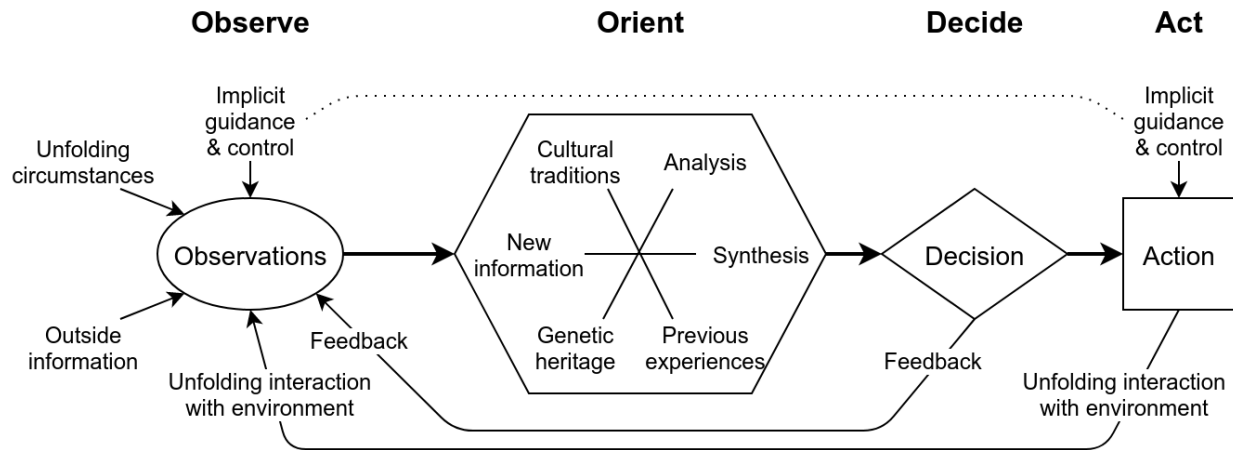 Observe
Orient
Decide
Act
Implicit
guidance
& control
Unfolding
circumstances
Observations
Outside
information
Feedback
Unfolding interaction
with environment
Cultural
traditions
Analysis
New
information
Synthesis
Genetic
heritage
Previous
experiences
Decision
Feedback
Implicit
guidance
& control
Action
Unfolding interaction
with environment